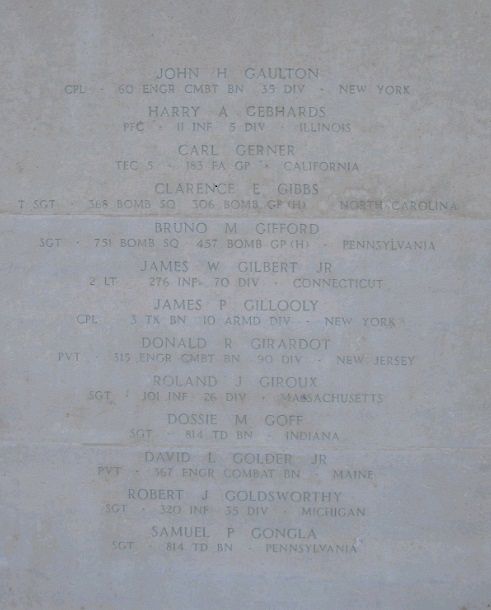 JOHN H GAULTON
CPL · 60 ENGR CMBT BN 35 DIV · NEW YORK
HARRY A GEBHARDS
PFC · 11 INF 5 DIV · ILLINOIS
CARL GERNER
TEC 5 · 183 FA GP · CALIFORNIA
CLARENCE E GIBBS
T SGT · 368 BOMB SQ 306 BOMB GP (H) · NORTH CAROLINA
BRUNO M GIFFORD
SGT · 751 BOMB SQ 457 BOMB GP (H) · PENNSYLVANIA
JAMES W GILBERT JR
2 LT · 276 INF 70 DIV · CONNECTICUT
JAMES P GILLOOLY
CPL · 3 TK BN 10 ARMD DIV · NEW YORK
DONALD R GIRARDOT
PVT · 315 ENGR CMBT BN 90 DIV · NEW JERSEY
ROLAND J GIROUX
SGT · 101 INF 26 DIV · MASSACHUSETTS
DOSSIE M GOFF
SGT · 814 TD BN · INDIANA
DAVID L GOLDER JR
PVT · 367 ENGR COMBAT BN · MAINE
ROBERT J GOLDSWORTHY
SGT · 320 INF 35 DIV · MICHIGAN
SAMUEL P GONGLA
SGT · 814 TD BN · PENNSYLVANIA